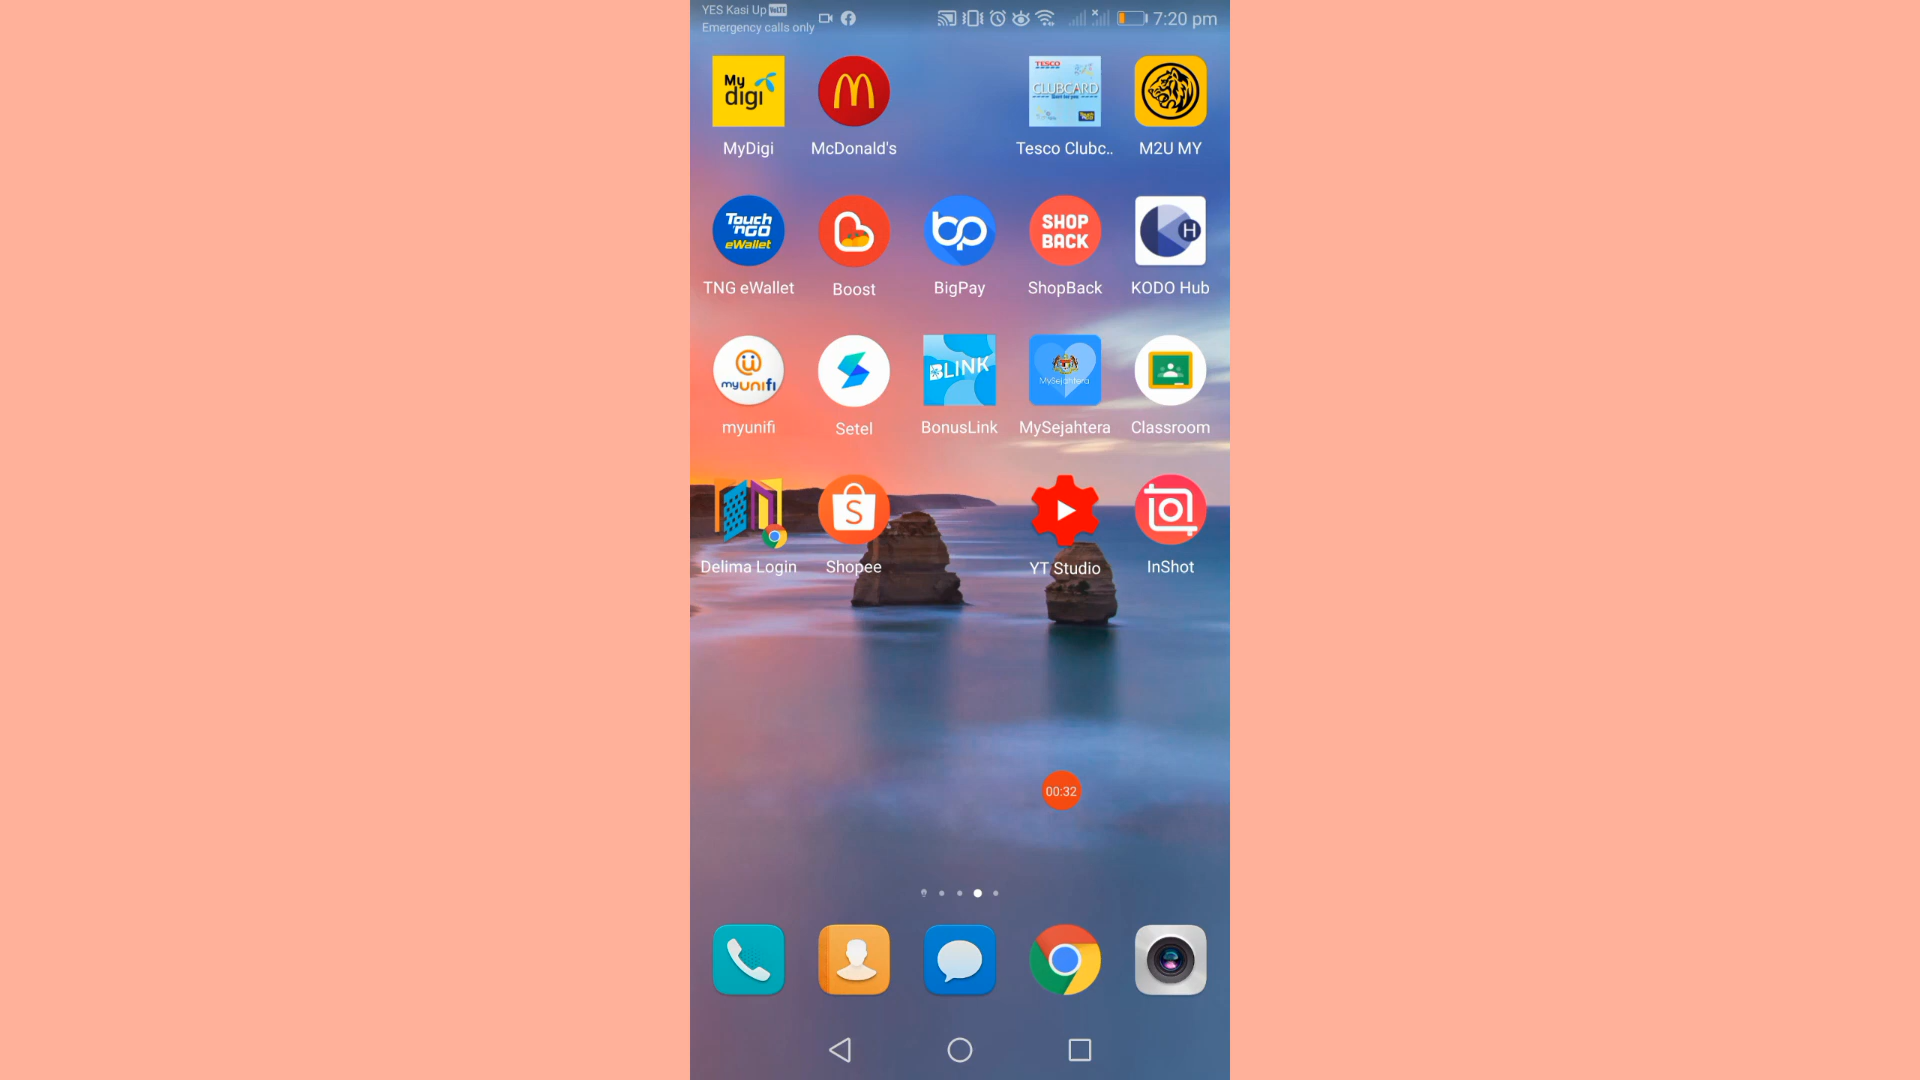 YES Kasi Up VoLTE
Emergency calls only
7:20 pm
My digi
TESCO
CLUBCARD
MyDigi
McDonald's
Tesco Clubc..
M2U MY
Touch 'nGO eWallet
bp
SHOP BACK
H
TNG eWallet
Boost
BigPay
ShopBack
KODO Hub
myunifi
BLINK
MySejahtera
myunifi
Setel
BonusLink
MySejahtera
Classroom
S
Delima Login
Shopee
YT Studio
InShot
00:32